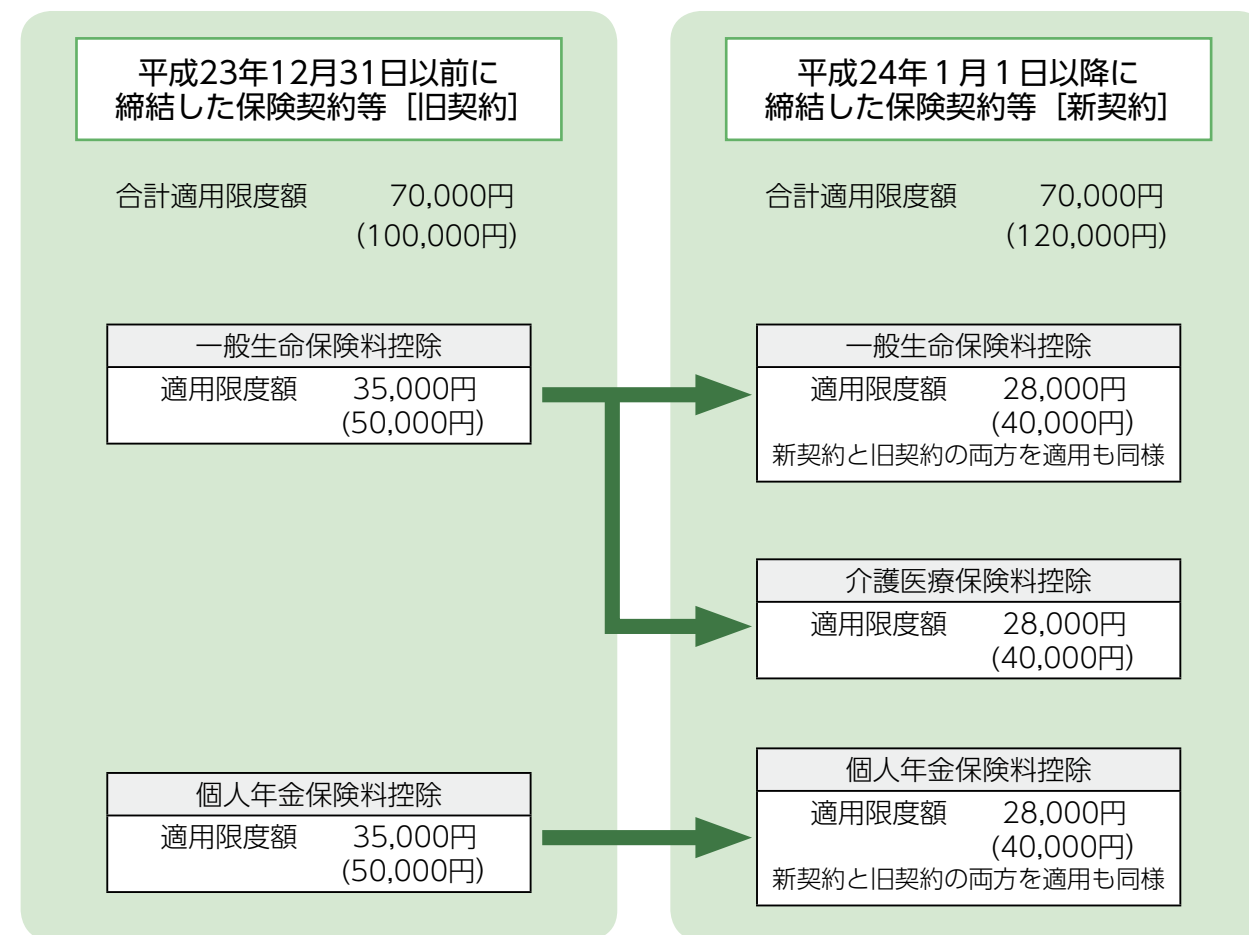 平成23年12月31日以前に
締結した保険契約等［旧契約］
合計適用限度額 70,000円
(100,000円)
一般生命保険料控除
適用限度額 35,000円
(50,000円)
個人年金保険料控除
適用限度額 35,000円
(50,000円)
平成24年１月１日以降に
締結した保険契約等［新契約］
合計適用限度額 70,000円
(120,000円)
一般生命保険料控除
適用限度額 28,000円
(40,000円)
新契約と旧契約の両方を適用も同様
介護医療保険料控除
適用限度額 28,000円
(40,000円)
個人年金保険料控除
適用限度額 28,000円
(40,000円)
新契約と旧契約の両方を適用も同様